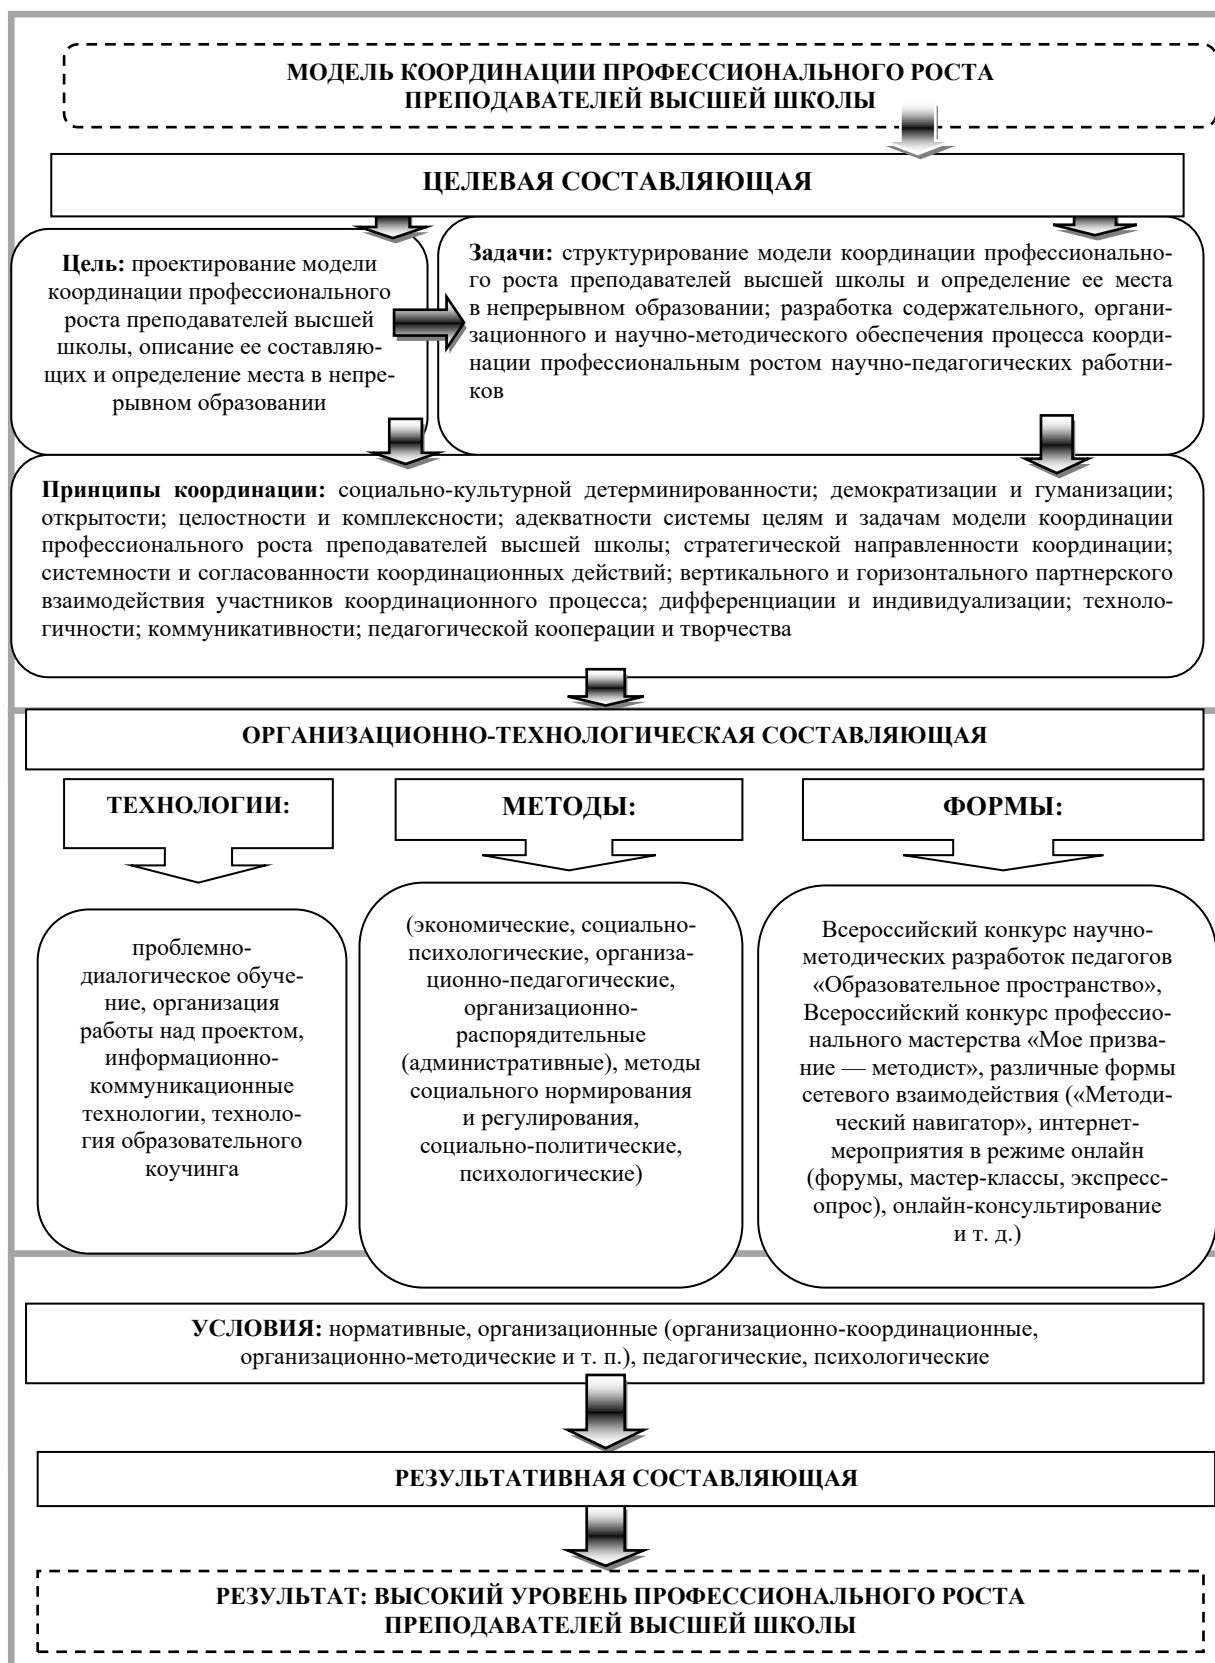 МОДЕЛЬ КООРДИНАЦИИ ПРОФЕССИОНАЛЬНОГО РОСТА
ПРЕПОДАВАТЕЛЕЙ ВЫСШЕЙ ШКОЛЫ
ЦЕЛЕВАЯ СОСТАВЛЯЮЩАЯ
Цель: проектирование модели
координации профессионального
роста преподавателей высшей
школы, описание ее составляю-
щих и определение места в непре-
рывном образовании
Задачи: структурирование модели координации профессионально-
го роста преподавателей высшей школы и определение ее места
в непрерывном образовании; разработка содержательного, органи-
зационного и научно-методического обеспечения процесса коорди-
нации профессиональным ростом научно-педагогических работни-
ков
Принципы координации: социально-культурной детерминированности; демократизации и гуманизации;
открытости; целостности и комплексности; адекватности системы целям и задачам модели координации
профессионального роста преподавателей высшей школы; стратегической направленности координации;
системности и согласованности координационных действий; вертикального и горизонтального партнерского
взаимодействия участников координационного процесса; дифференциации и индивидуализации; техноло-
гичности; коммуникативности; педагогической кооперации и творчества
ОРГАНИЗАЦИОННО-ТЕХНОЛОГИЧЕСКАЯ СОСТАВЛЯЮЩАЯ
ТЕХНОЛОГИИ:
проблемно-
диалогическое обуче-
ние, организация
работы над проектом,
информационно-
коммуникационные
технологии, техноло-
гия образовательного
коучинга
МЕТОДЫ:
(экономические, социально-
психологические, организа-
ционно-педагогические,
организационно-
распорядительные
(административные), методы
социального нормирования
и регулирования,
социально-политические,
психологические)
ФОРМЫ:
Всероссийский конкурс научно-
методических разработок педагогов
«Образовательное пространство»,
Всероссийский конкурс профессио-
нального мастерства «Мое призва-
ние — методист», различные формы
сетевого взаимодействия («Методи-
ческий навигатор», интернет-
мероприятия в режиме онлайн
(форумы, мастер-классы, экспресс-
опрос), онлайн-консультирование
и т. д.)
УСЛОВИЯ: нормативные, организационные (организационно-координационные,
организационно-методические и т. п.), педагогические, психологические
РЕЗУЛЬТАТИВНАЯ СОСТАВЛЯЮЩАЯ
РЕЗУЛЬТАТ: ВЫСОКИЙ УРОВЕНЬ ПРОФЕССИОНАЛЬНОГО РОСТА
ПРЕПОДАВАТЕЛЕЙ ВЫСШЕЙ ШКОЛЫ